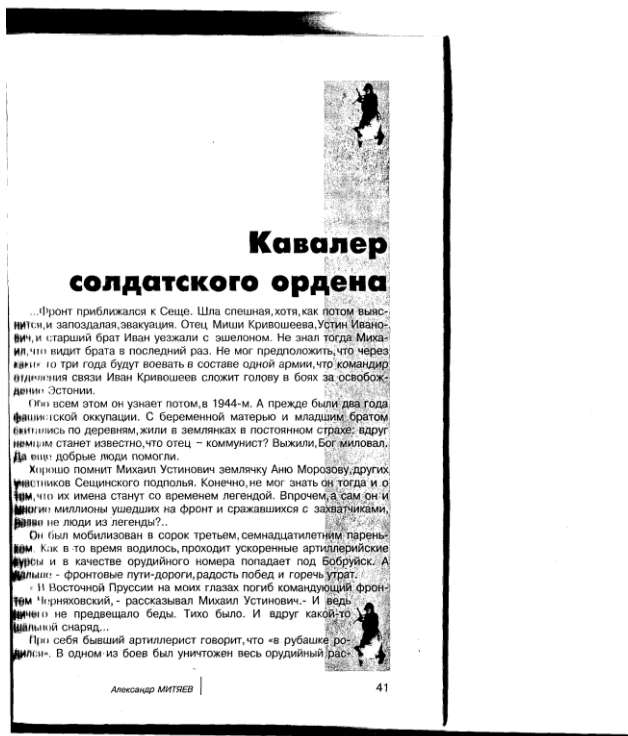 Кавалер
солдатского ордена
...Фронт приближался к Сеще. Шла спешная,хотя,как потом выяс-
нится,и запоздалая,эвакуация. Отец Миши Кривошеева,Устин Ивано-
вич,и старший брат Иван уезжали с эшелоном. Не знал тогда Миха-
ил,что видит брата в последний раз. Не мог предположить,что через
каких то три года будут воевать в составе одной армии,что командир
отделения связи Иван Кривошеев сложит голову в боях за освобож-
дение Эстонии.
Обо всем этом он узнает потом,в 1944-м. А прежде были два года
фашистской оккупации. С беременной матерью и младшим братом
скитались по деревням,жили в землянках в постоянном страхе: вдруг
немцам станет известно,что отец – коммунист? Выжили,Бог миловал.
Да еще добрые люди помогли.
Хорошо помнит Михаил Устинович землячку Аню Морозову,других
участников Сещинского подполья. Конечно,не мог знать он тогда и о
том,что их имена станут со временем легендой. Впрочем,а сам он и
многие миллионы ушедших на фронт и сражавшихся с захватчиками,
разве не люди из легенды?..
Он был мобилизован в сорок третьем,семнадцатилетним парень-
ком. Как в то время водилось,проходит ускоренные артиллерийские
курсы и в качестве орудийного номера попадает под Бобруйск. А
дальше - фронтовые пути-дороги,радость побед и горечь утрат.
- В Восточной Пруссии на моих глазах погиб командующий фрон-
том Черняховский, - рассказывал Михаил Устинович.- И ведь
ничего не предвещало беды. Тихо было. И вдруг какой-то
шальной снаряд...
Про себя бывший артиллерист говорит,что «в рубашке ро-
дился». В одном из боев был уничтожен весь орудийный рас-
Александр МИТЯЕВ
41